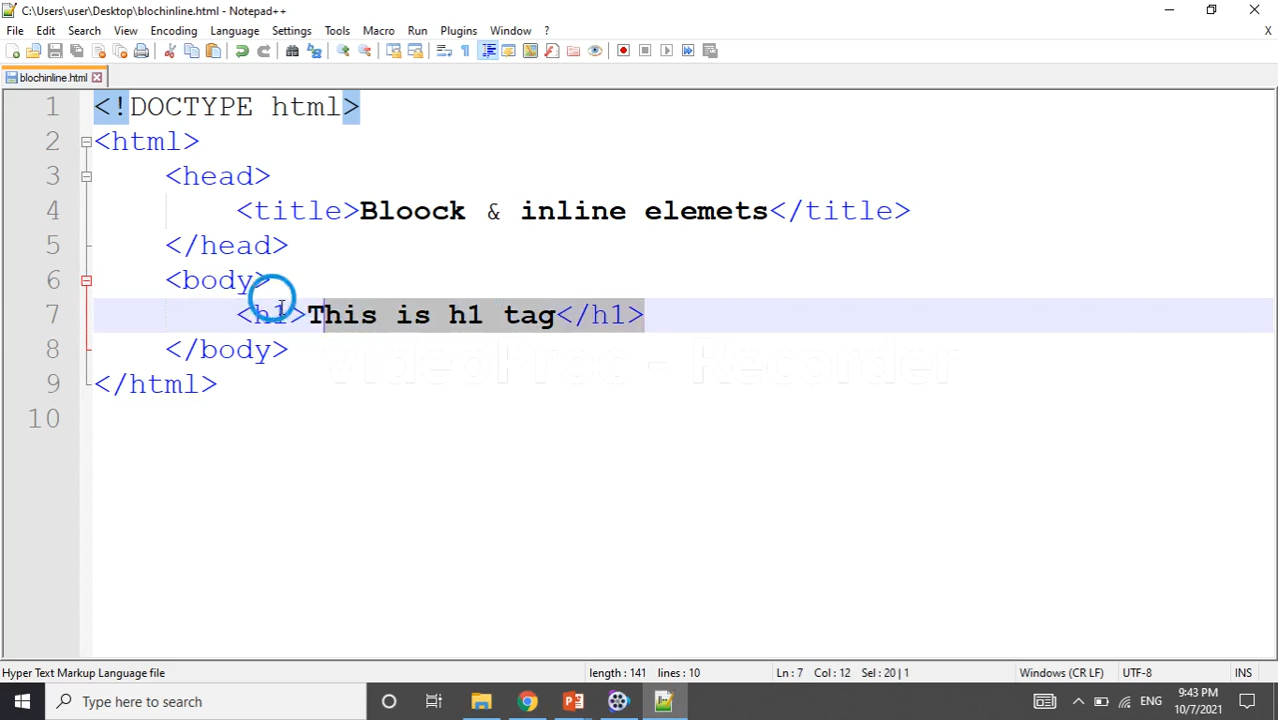 C:\Users\user\Desktop\blochinline.html - Notepad++
File Edit Search View Encoding Language Settings Tools Macro Run Plugins Window ? X
blochinline.html
1 <!DOCTYPE html>
2 <html>
3 <head>
4 <title>Bloock & inline elemets</title>
5 </head>
6 <body>
7 <h1>This is h1 tag</h1>
8 </body>
9 </html>
10
VideoProc - Recorder
Hyper Text Markup Language file length : 141 lines : 10 Ln : 7 Col : 12 Sel : 20 | 1 Windows (CR LF) UTF-8 INS
Type here to search ENG 9:43 PM
10/7/2021